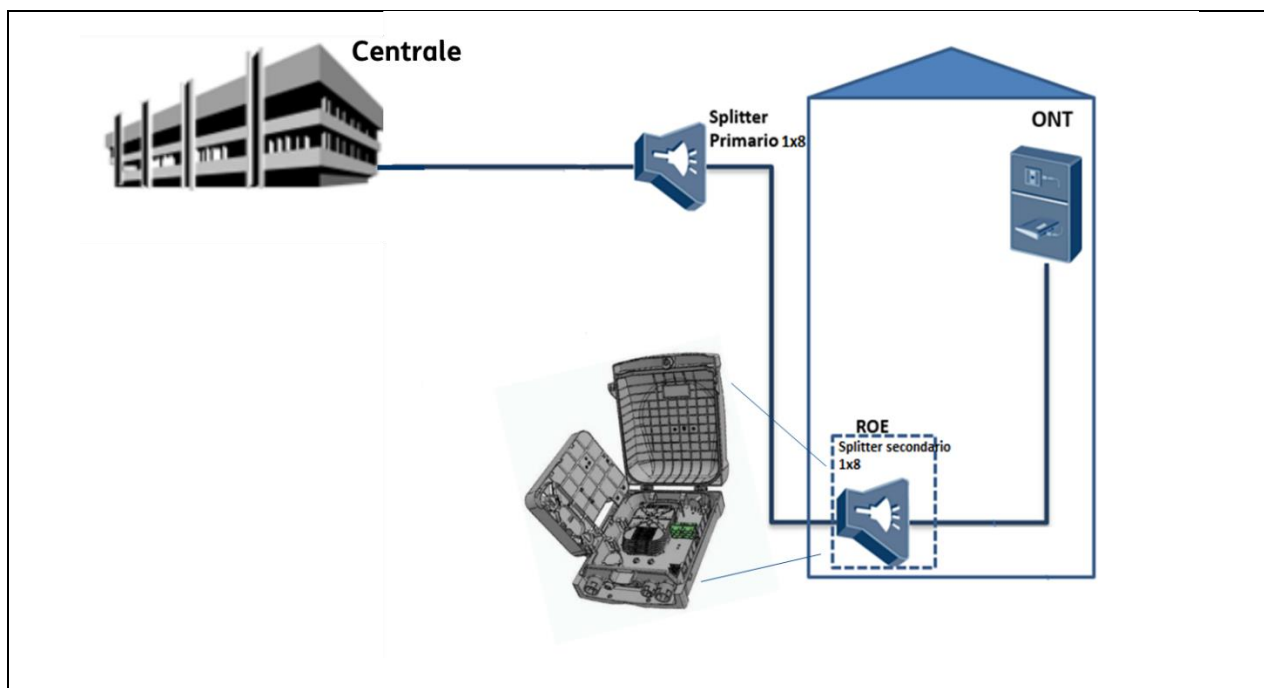 Centrale
Splitter
Primario 1x8
ONT
ROE
Splitter secondario
1x8